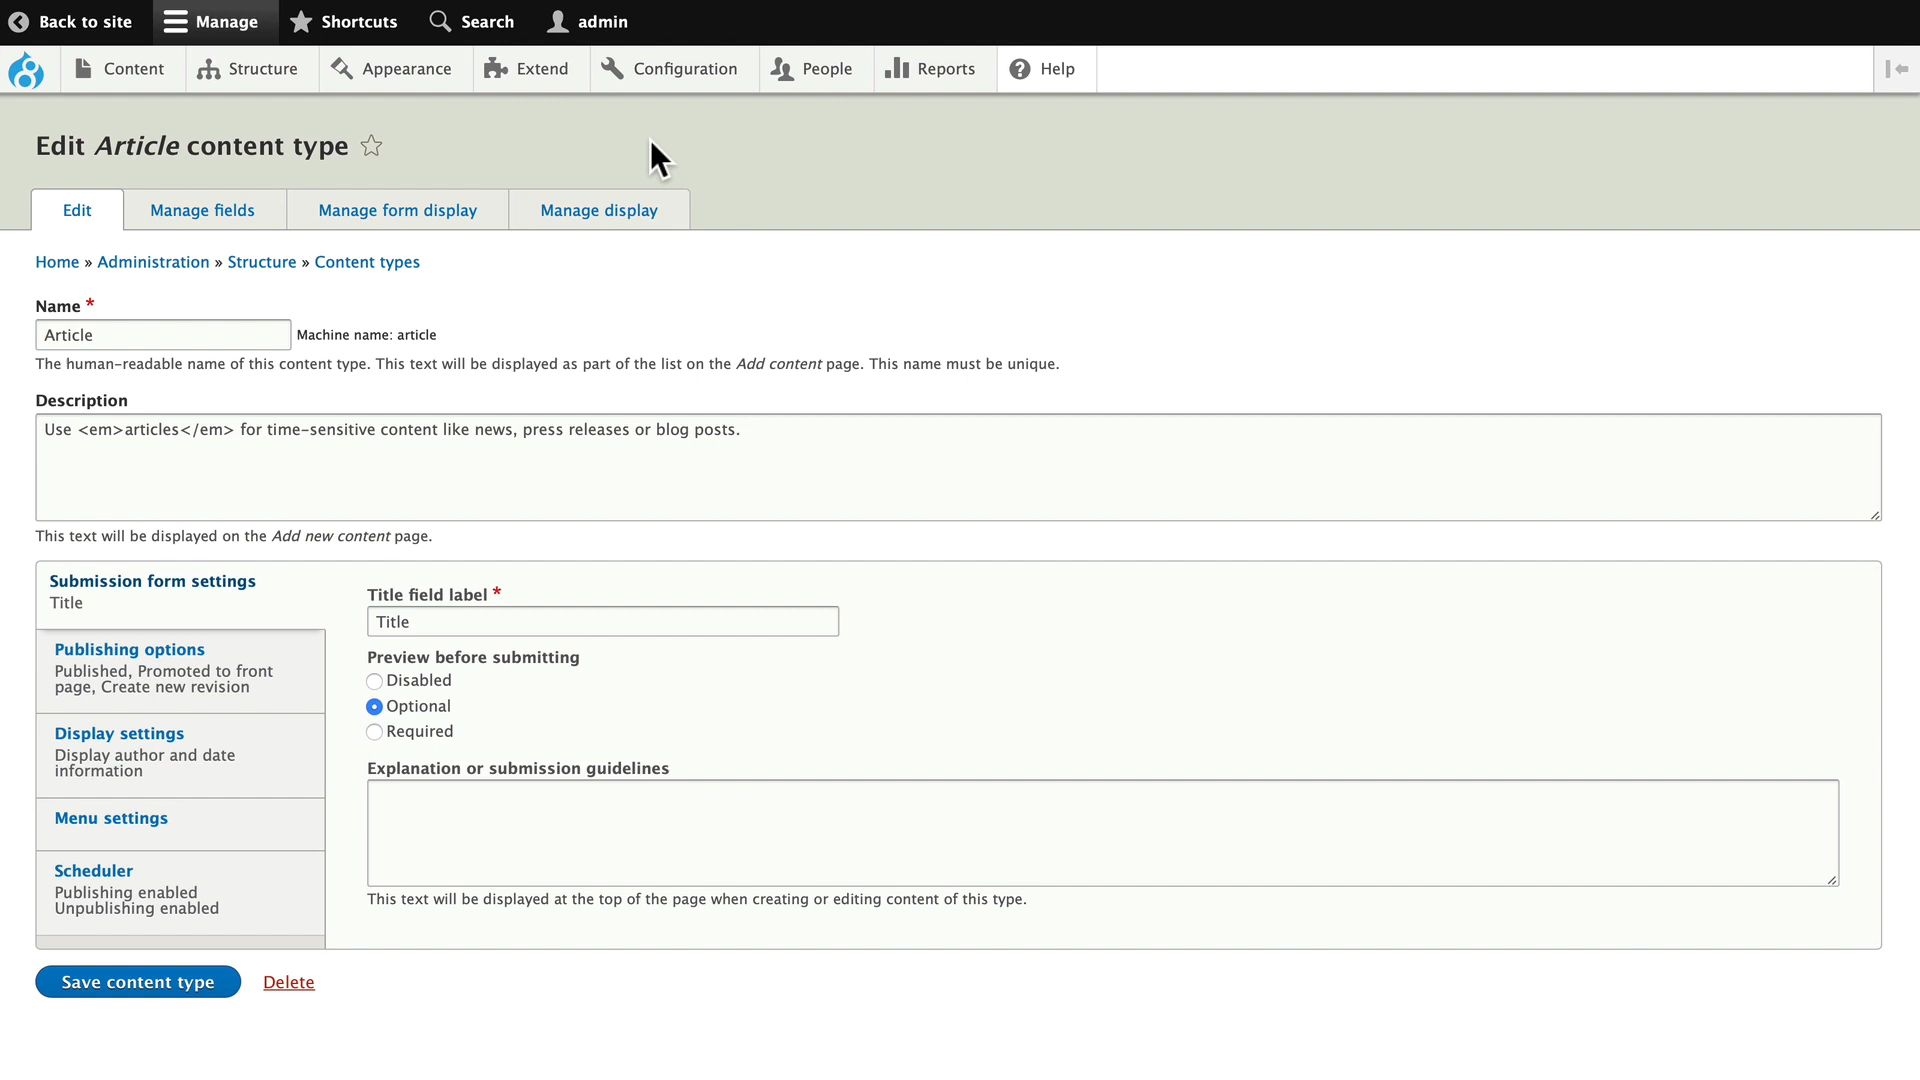 Back to site Manage Shortcuts Search admin
Content Structure Appearance Extend Configuration People Reports Help
Edit Article content type
Edit Manage fields Manage form display Manage display
Home » Administration » Structure » Content types
Name *
Article Machine name: article
The human-readable name of this content type. This text will be displayed as part of the list on the Add content page. This name must be unique.
Description
Use <em>articles</em> for time-sensitive content like news, press releases or blog posts.
This text will be displayed on the Add new content page.
Submission form settings
Title
Publishing options
Published, Promoted to front
page, Create new revision
Display settings
Display author and date
information
Menu settings
Scheduler
Publishing enabled
Unpublishing enabled
Title field label *
Title
Preview before submitting
Disabled
Optional
Required
Explanation or submission guidelines
This text will be displayed at the top of the page when creating or editing content of this type.
Save content type Delete